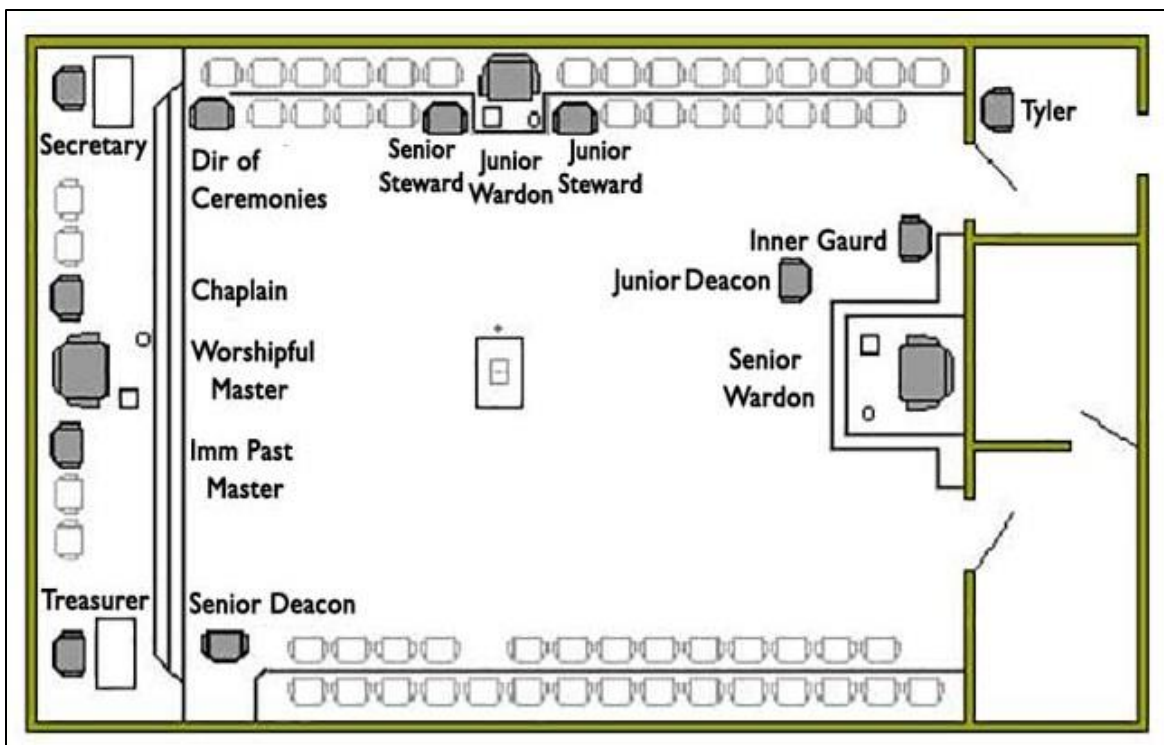 Secretary
Tyler
Dir of
Ceremonies
Senior
Steward
Junior
Wardon
Junior
Steward
Inner Gaurd
Junior Deacon
Chaplain
Worshipful
Master
Senior
Wardon
Imm Past
Master
Treasurer
Senior Deacon